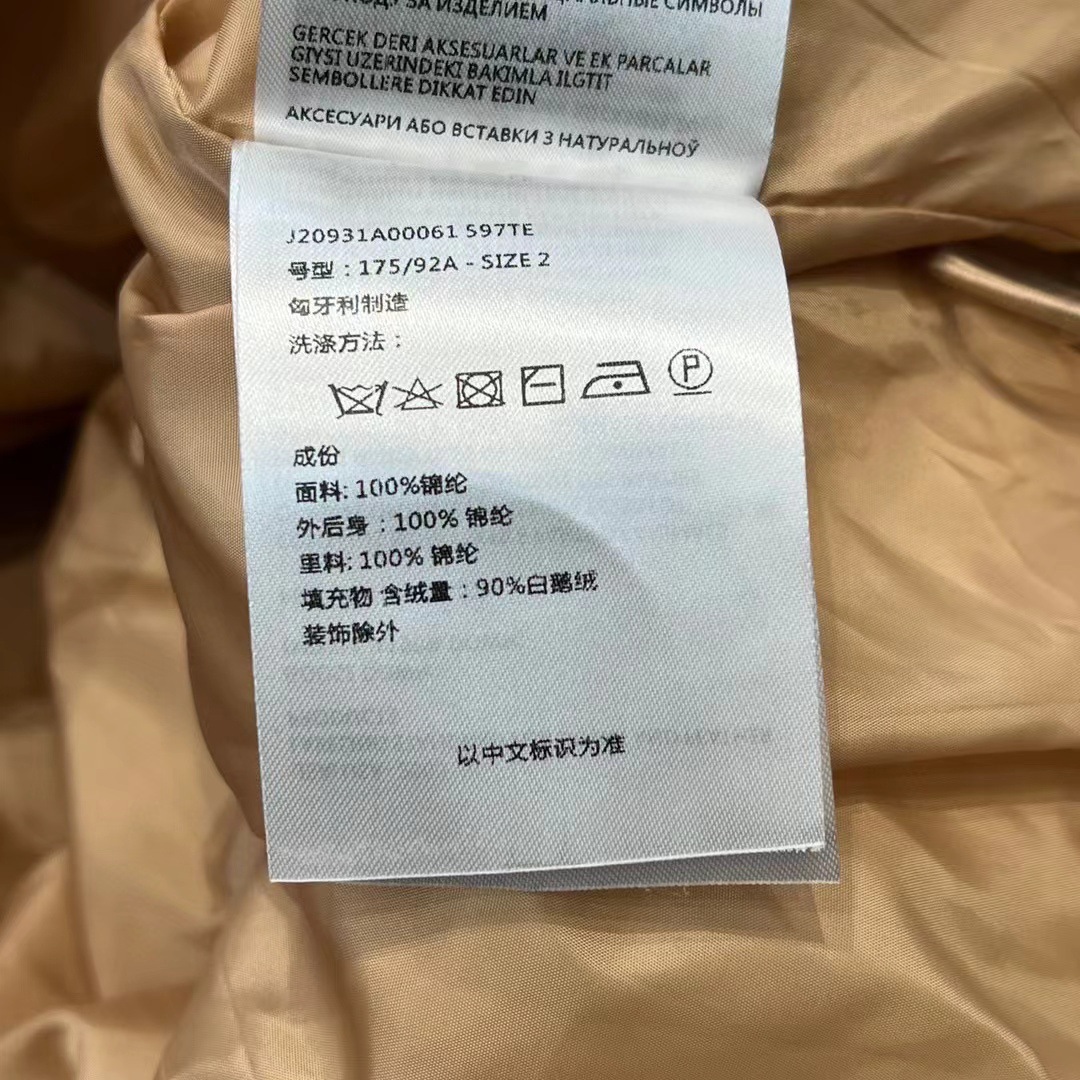 ЗА ИЗДЕЛИЕМ
СИМВОЛЫ
GERCEK DERI AKSESUARLAR VE EK PARCALAR
GIYSI UZERINDEKI BAKIMLA ILGTIT
SEMBOLLERE DIKKAT EDIN
АКСЕСУАРИ АБО ВСТАВКИ З НАТУРАЛЬНОЎ
J20931A00061 597TE
号型：175/92A - SIZE 2
匈牙利制造
洗涤方法：
P
成份
面料: 100%锦纶
外后身：100% 锦纶
里料: 100% 锦纶
填充物 含绒量：90%白鹅绒
装饰除外
以中文标识为准